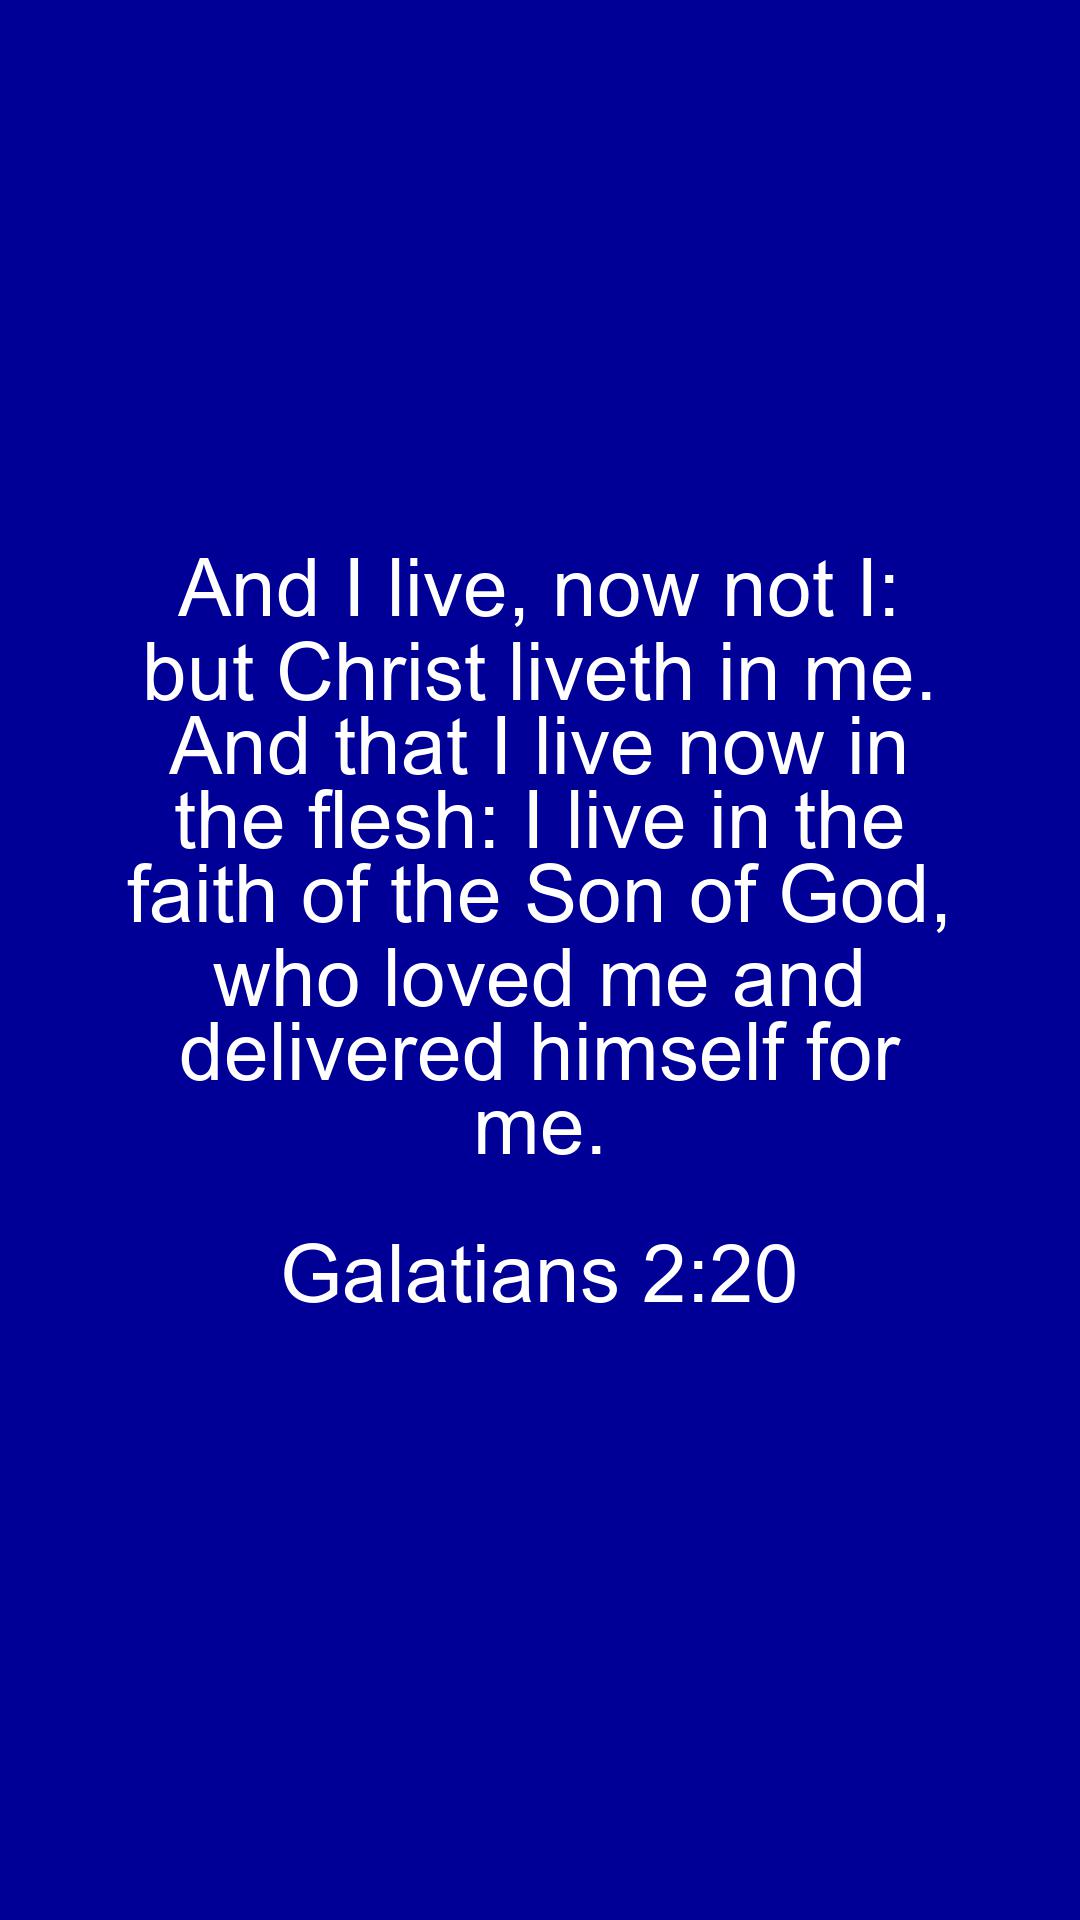 And I live, now not I:
but Christ liveth in me.
And that I live now in
the flesh: I live in the
faith of the Son of God,
who loved me and
delivered himself for
me.
Galatians 2:20